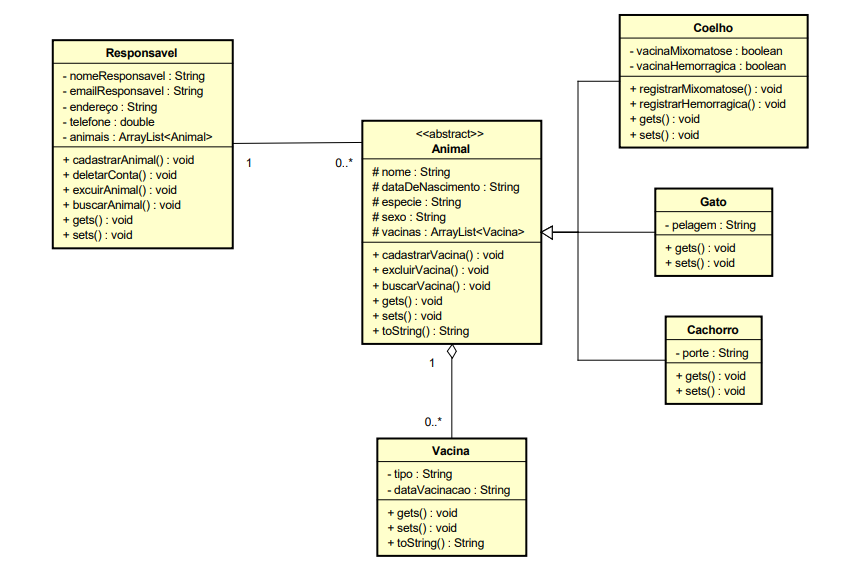 Responsavel
- nomeResponsavel : String
- emailResponsavel : String
- endereço : String
- telefone : double
- animais : ArrayList<Animal>
+ cadastrarAnimal() : void
+ deletarConta() : void
+ excuirAnimal() : void
+ buscarAnimal() : void
+ gets() : void
+ sets() : void
1
0..*
<<abstract>>
Animal
# nome : String
# dataDeNascimento : String
# especie : String
# sexo : String
# vacinas : ArrayList<Vacina>
+ cadastrarVacina() : void
+ excluirVacina() : void
+ buscarVacina() : void
+ gets() : void
+ sets() : void
+ toString() : String
1
0..*
Vacina
- tipo : String
- dataVacinacao : String
+ gets() : void
+ sets() : void
+ toString() : String
Coelho
- vacinaMixomatose : boolean
- vacinaHemorragica : boolean
+ registrarMixomatose() : void
+ registrarHemorragica() : void
+ gets() : void
+ sets() : void
Gato
- pelagem : String
+ gets() : void
+ sets() : void
Cachorro
- porte : String
+ gets() : void
+ sets() : void